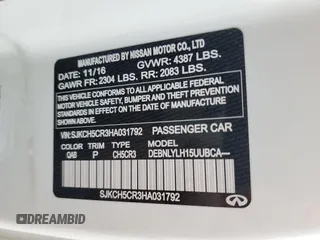 MANUFACTURED BY NISSAN MOTOR CO., LTD
DATE: 11/16 GVWR: 4387 LBS.
GAWR FR: 2304 LBS. RR: 2083 LBS.
THIS VEHICLE CONFORMS TO ALL APPLICABLE
FEDERAL MOTOR VEHICLE SAFETY, BUMPER,
AND THEFT PREVENTION STANDARDS IN EFFECT
ON THE DATE OF MANUFACTURE SHOWN ABOVE.
VIN: SJKCH5CR3HA031792 PASSENGER CAR
COLOR TRIM MODEL
QAB P CH5CR3 DEBNLYLH15UUBCA—
SJKCH5CR3HA031792
INFINITI
DREAMBID